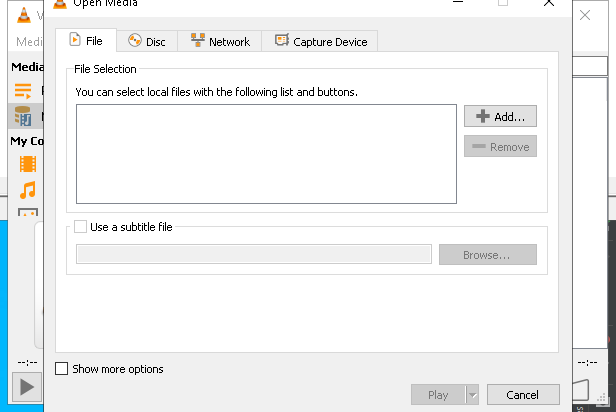 Open Media
Medi
File
Disc
Network
Capture Device
Media
File Selection
You can select local files with the following list and buttons.
Add...
Remove
My Co
Use a subtitle file
Browse...
--:--
--:--
Show more options
Play
Cancel